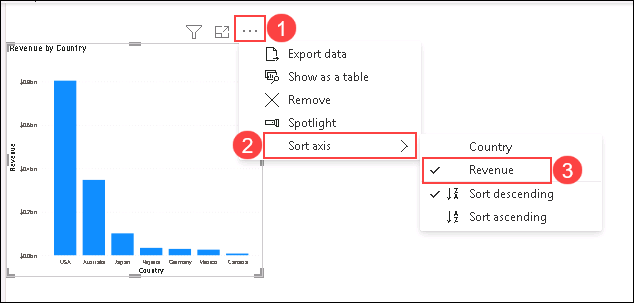 1
Revenue by Country
Export data
Show as a table
Remove
Spotlight
2
Sort axis
Country
Revenue
3
Sort descending
Sort ascending
$0.8bn
$0.6bn
$0.4bn
$0.2bn
$0.0bn
Revenue
USA Australia Japan Nigeria Germany Mexico Canada
Country